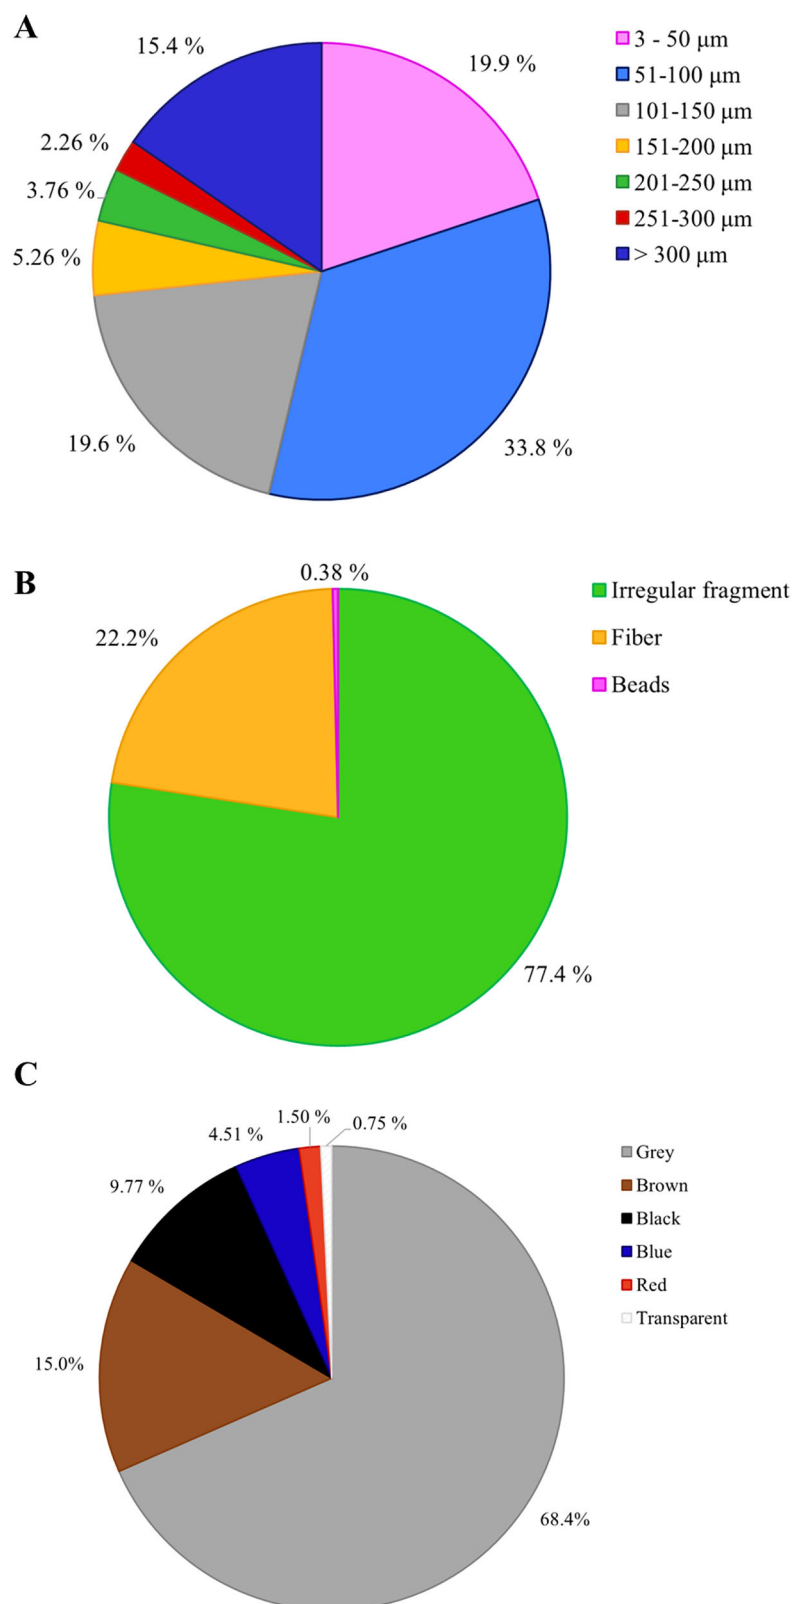 A
15.4 %
19.9 %
2.26 %
3.76 %
5.26 %
19.6 %
33.8 %
3 - 50 μm
51-100 μm
101-150 μm
151-200 μm
201-250 μm
251-300 μm
> 300 μm
B
0.38 %
22.2%
77.4 %
Irregular fragment
Fiber
Beads
C
1.50 %
0.75 %
4.51 %
9.77 %
15.0%
68.4%
Grey
Brown
Black
Blue
Red
Transparent